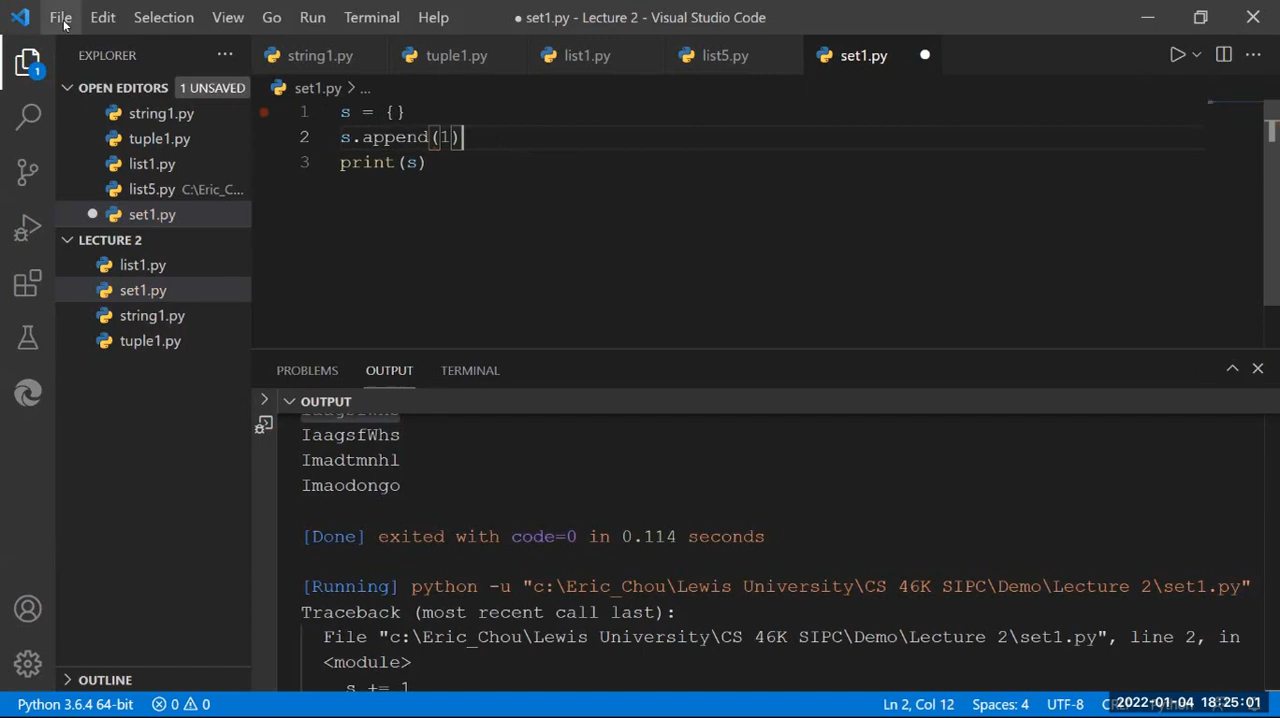 File Edit Selection View Go Run Terminal Help ● set1.py - Lecture 2 - Visual Studio Code
EXPLORER ...
string1.py tuple1.py list1.py list5.py set1.py
OPEN EDITORS 1 UNSAVED
string1.py
tuple1.py
list1.py
list5.py C:\Eric_C...
set1.py
LECTURE 2
list1.py
set1.py
string1.py
tuple1.py
OUTLINE
1
set1.py > ...
1 s = {}
2 s.append(1)
3 print(s)
PROBLEMS OUTPUT TERMINAL
OUTPUT
IaagsfWhs
Imadtmnhl
Imaodongo
[Done] exited with code=0 in 0.114 seconds
[Running] python -u "c:\Eric_Chou\Lewis University\CS 46K SIPC\Demo\Lecture 2\set1.py"
Traceback (most recent call last):
File "c:\Eric_Chou\Lewis University\CS 46K SIPC\Demo\Lecture 2\set1.py", line 2, in
<module>
s += 1
Python 3.6.4 64-bit 0 0 Ln 2, Col 12 Spaces: 4 UTF-8 2022-01-04 18:25:01